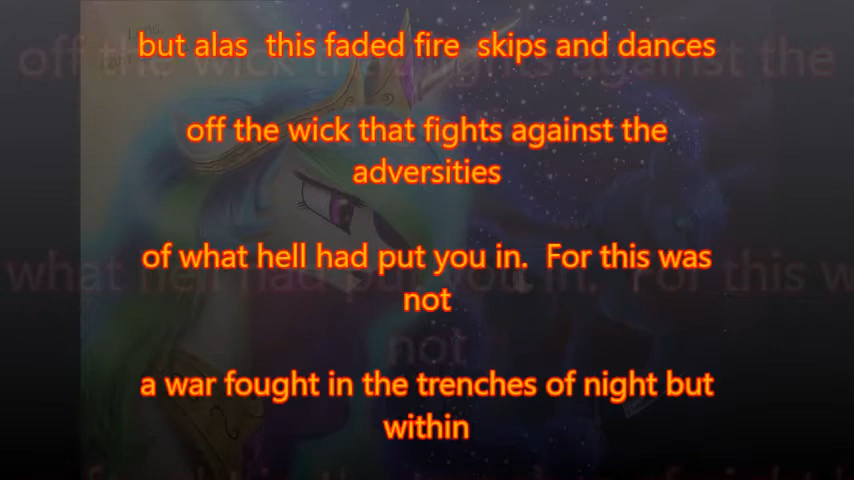 but alas  this faded fire  skips and dances
off the wick that fights against the
adversities
of what hell had put you in.  For this was
not
a war fought in the trenches of night but
within